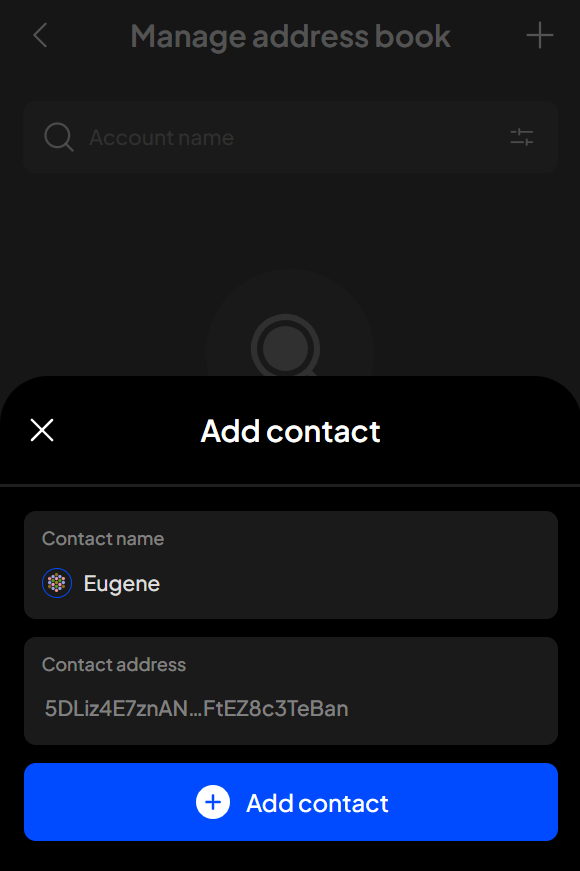 Manage address book
Account name
Add contact
Contact name
Eugene
Contact address
5DLiz4E7znAN...FtEZ8c3TeBan
Add contact